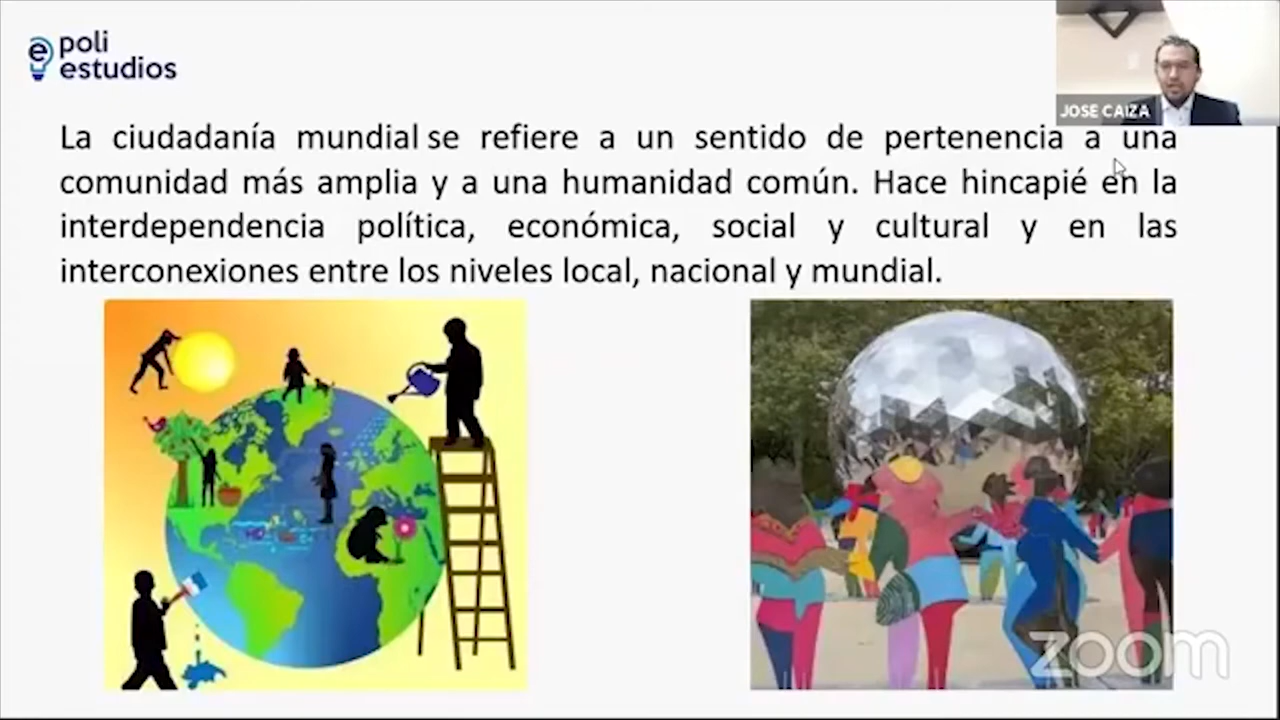 poli
estudios
JOSE CAIZA
La ciudadanía mundial se refiere a un sentido de pertenencia a una
comunidad más amplia y a una humanidad común. Hace hincapié en la
interdependencia política, económica, social y cultural y en las
interconexiones entre los niveles local, nacional y mundial.
zoom